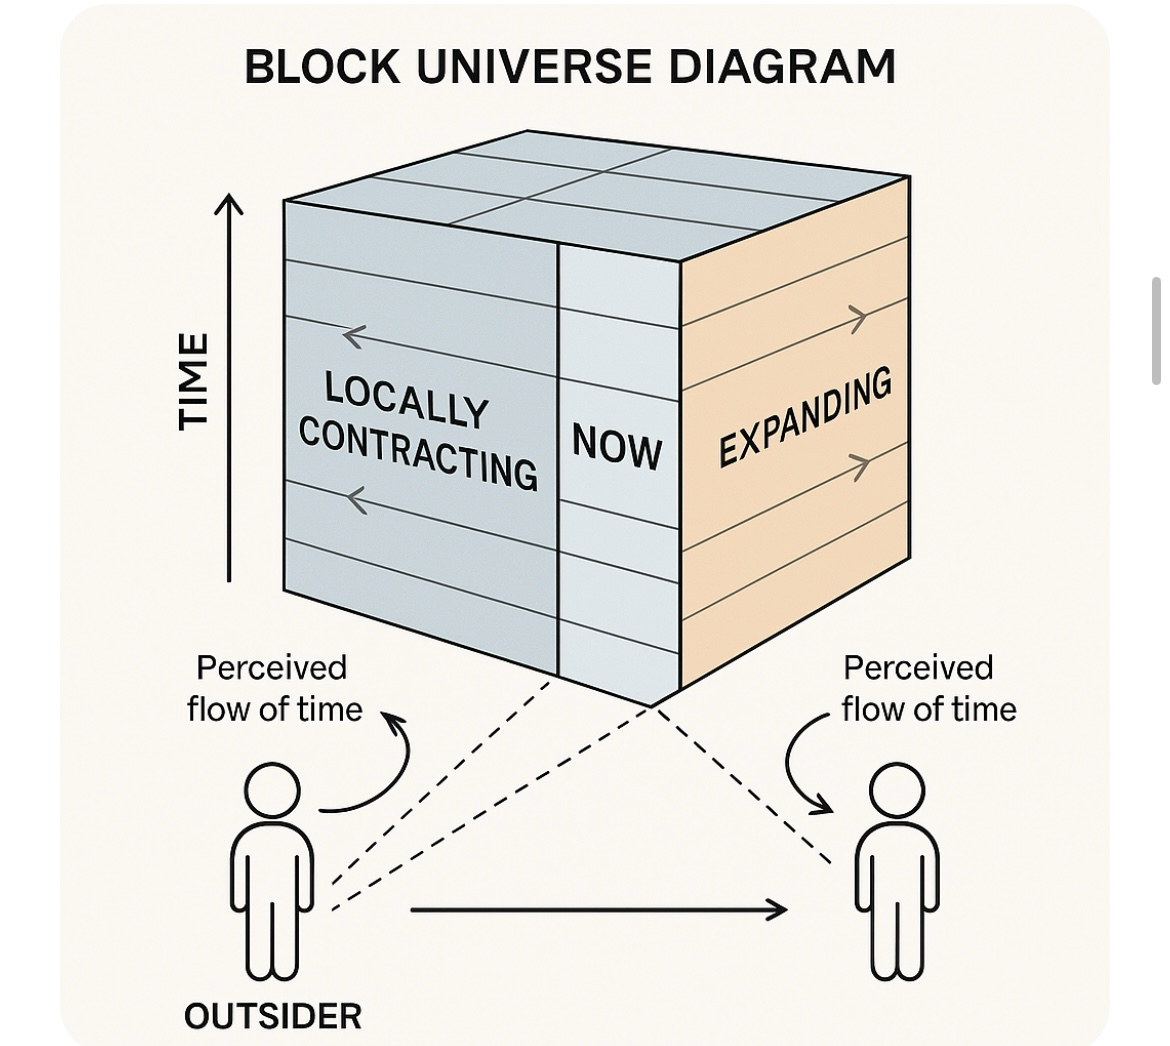 BLOCK UNIVERSE DIAGRAM
TIME
LOCALLY
CONTRACTING
NOW
EXPANDING
Perceived
flow of time
Perceived
flow of time
OUTSIDER